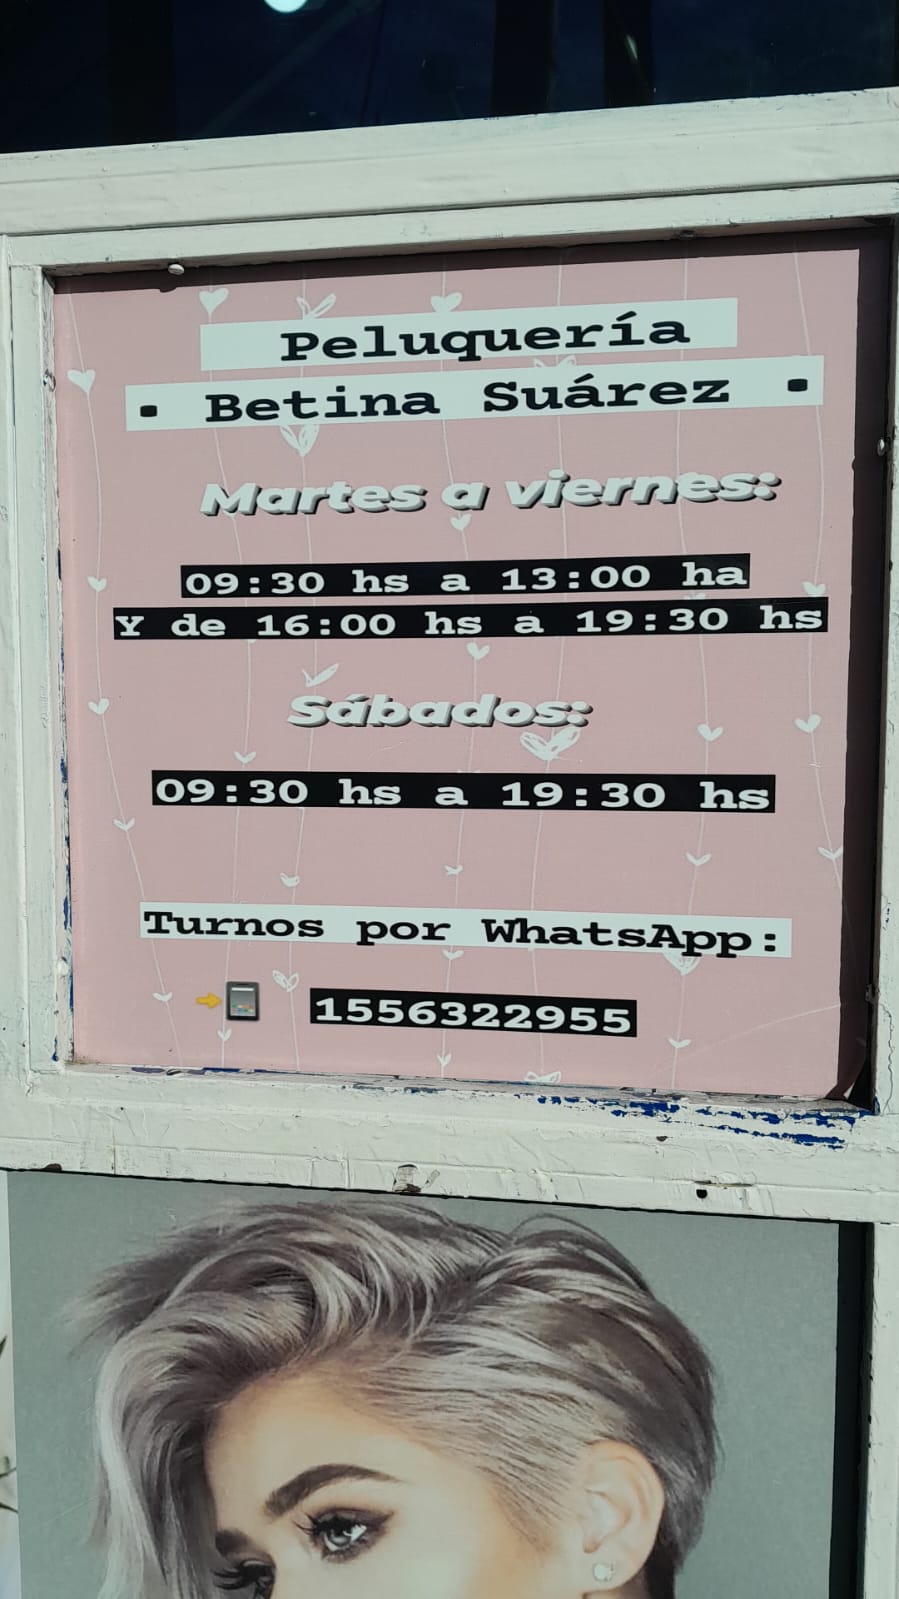 Peluquería
• Betina Suárez •
Martes a viernes:
09:30 hs a 13:00 ha
Y de 16:00 hs a 19:30 hs
Sábados:
09:30 hs a 19:30 hs
Turnos por WhatsApp:
1556322955